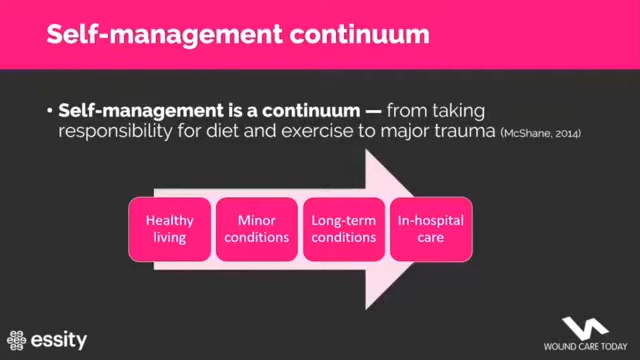 Self-management continuum
• Self-management is a continuum — from taking
responsibility for diet and exercise to major trauma (McShane, 2014)
Healthy
living
Minor
conditions
Long-term
conditions
In-hospital
care
essity
WOUND CARE TODAY